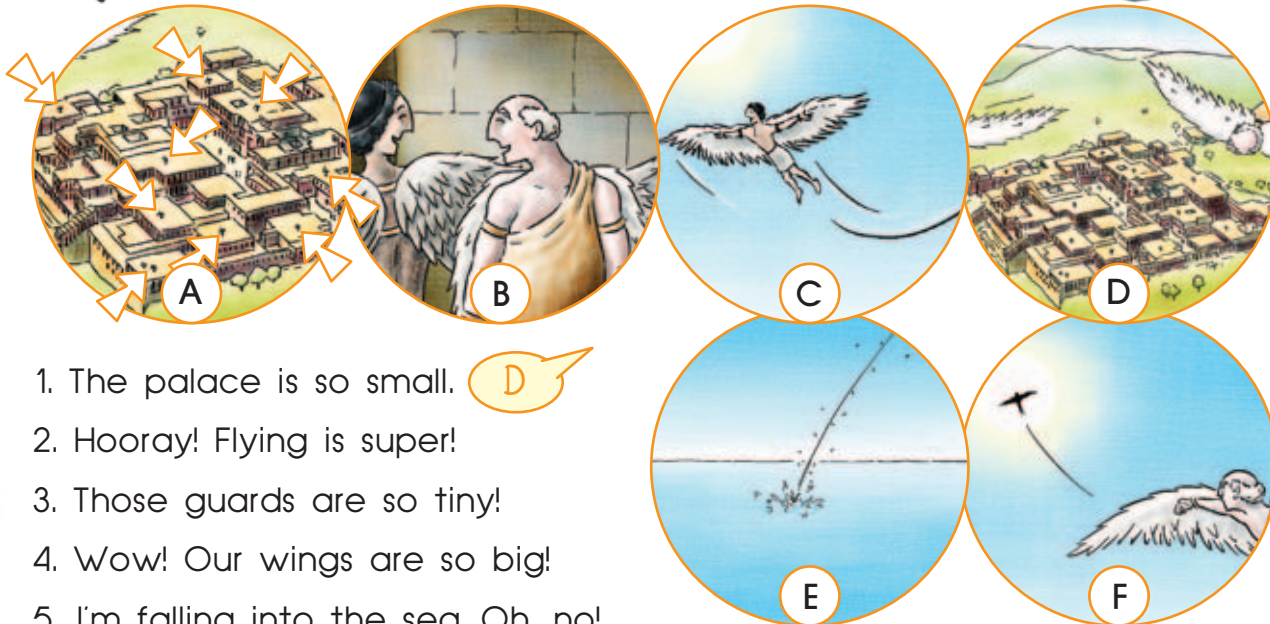 A
B
C
D
1. The palace is so small. D
2. Hooray! Flying is super!
3. Those guards are so tiny!
4. Wow! Our wings are so big!
5. I'm falling into the sea. Oh, no!
E
F